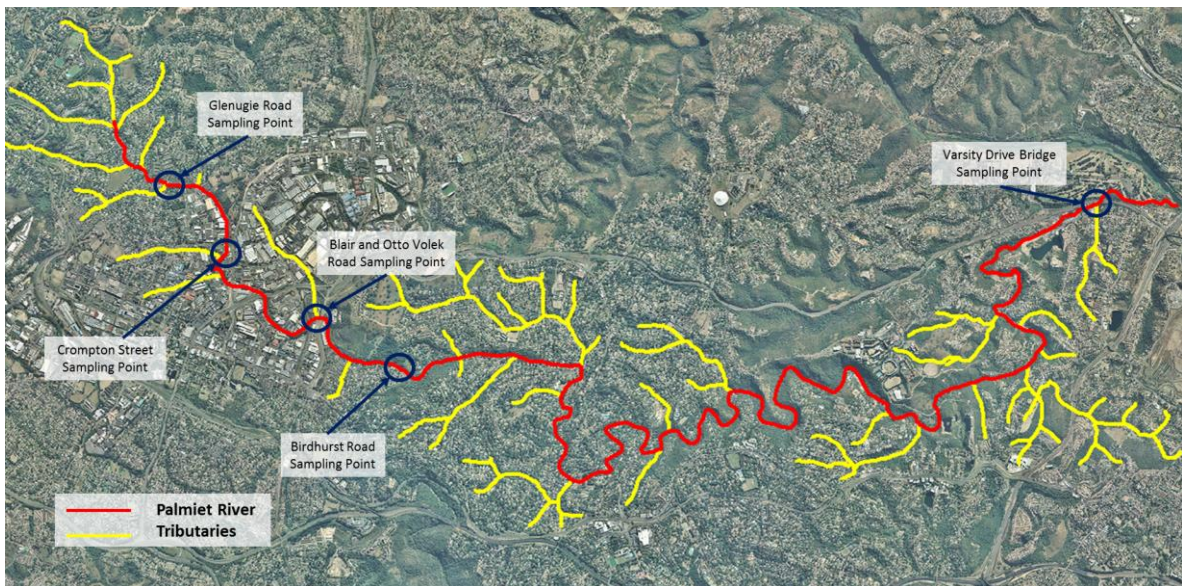 Glenugie Road
Sampling Point
Varsity Drive Bridge
Sampling Point
Blair and Otto Volek
Road Sampling Point
Crompton Street
Sampling Point
Birdhurst Road
Sampling Point
Palmiet River
Tributaries